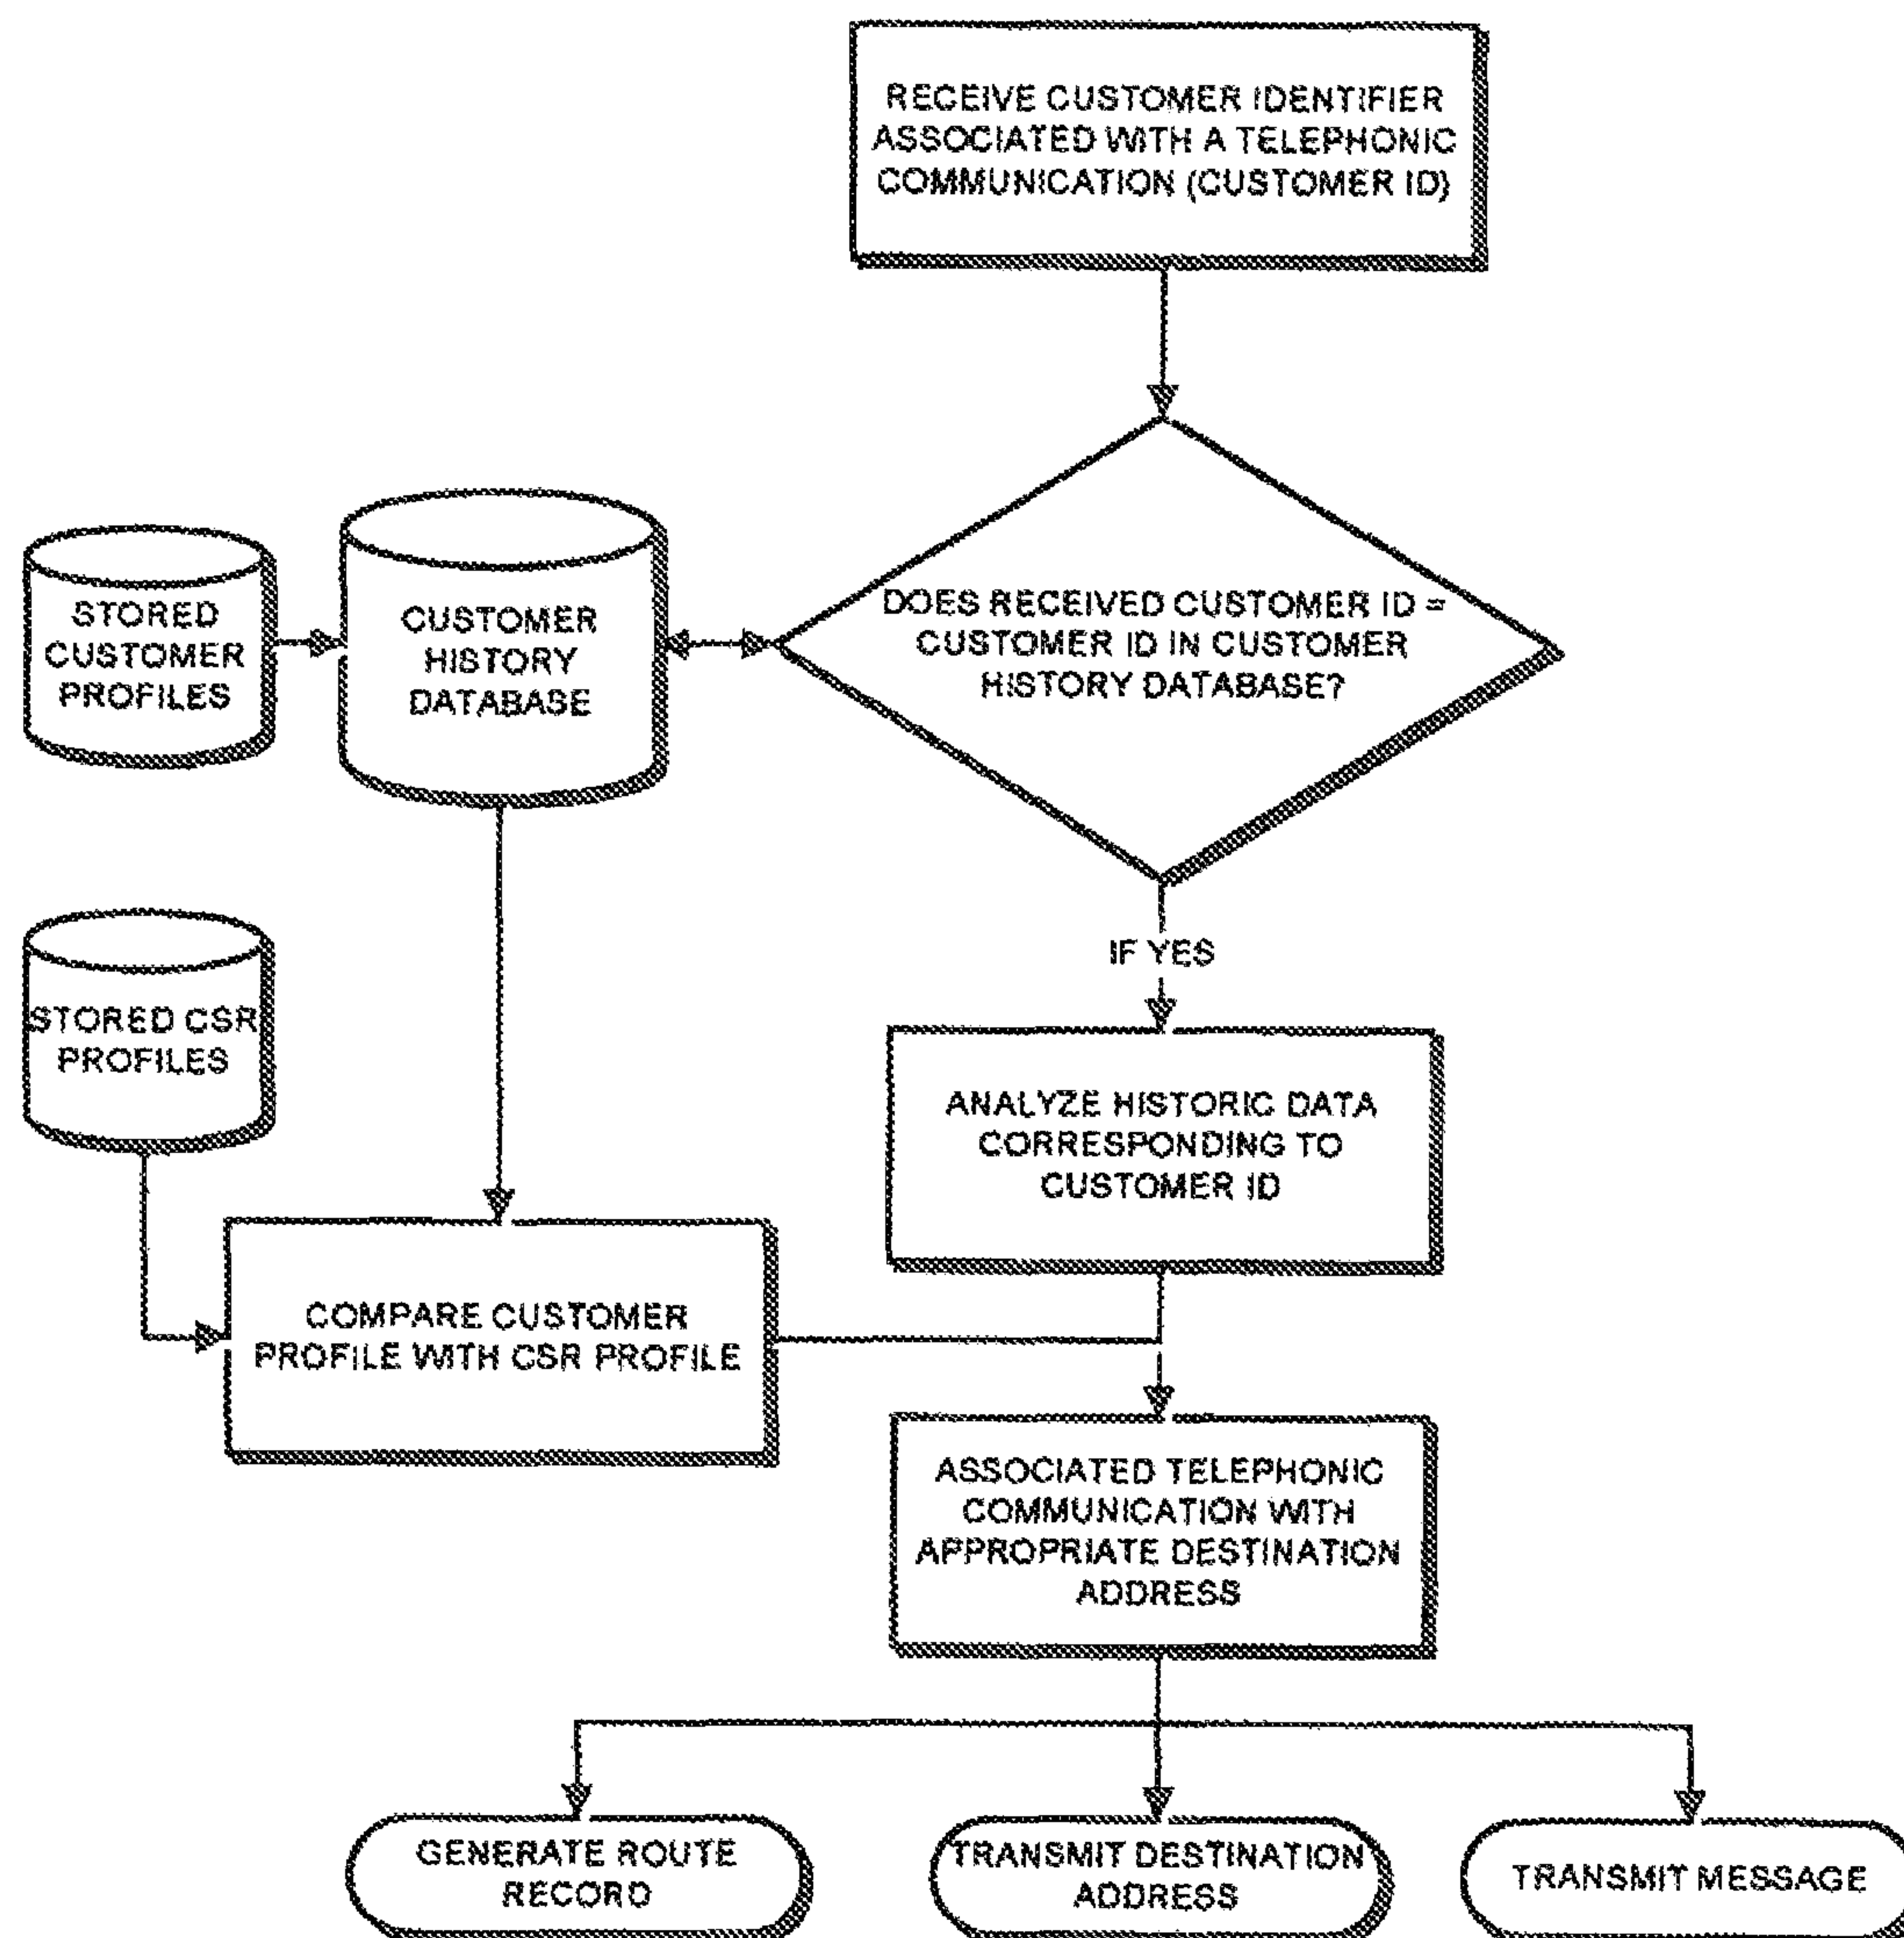 RECEIVE CUSTOMER IDENTIFIER
ASSOCIATED WITH A TELEPHONIC
COMMUNICATION (CUSTOMER ID)
DOES RECEIVED CUSTOMER ID =
CUSTOMER ID IN CUSTOMER
HISTORY DATABASE?
STORED
CUSTOMER
PROFILES
CUSTOMER
HISTORY
DATABASE
IF YES
STORED CSR
PROFILES
ANALYZE HISTORIC DATA
CORRESPONDING TO
CUSTOMER ID
COMPARE CUSTOMER
PROFILE WITH CSR PROFILE
ASSOCIATED TELEPHONIC
COMMUNICATION WITH
APPROPRIATE DESTINATION
ADDRESS
GENERATE ROUTE
RECORD
TRANSMIT DESTINATION
ADDRESS
TRANSMIT MESSAGE